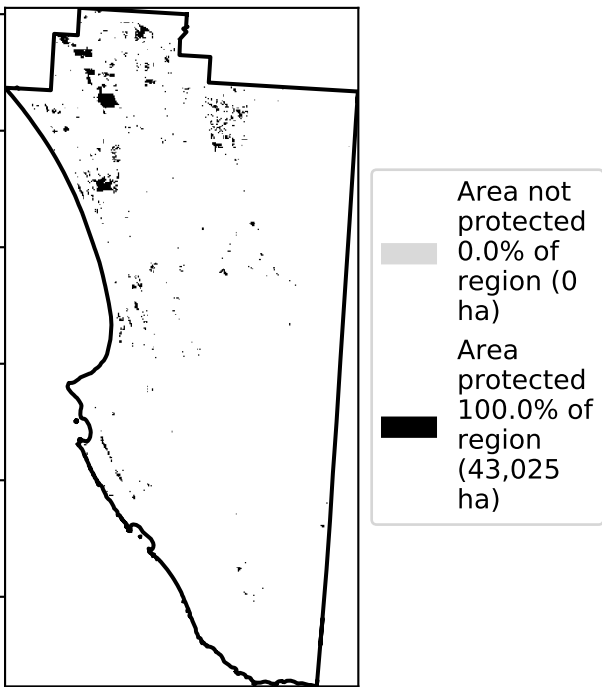 Area not
protected
0.0% of
region (0
ha)
Area
protected
100.0% of
region
(43,025
ha)